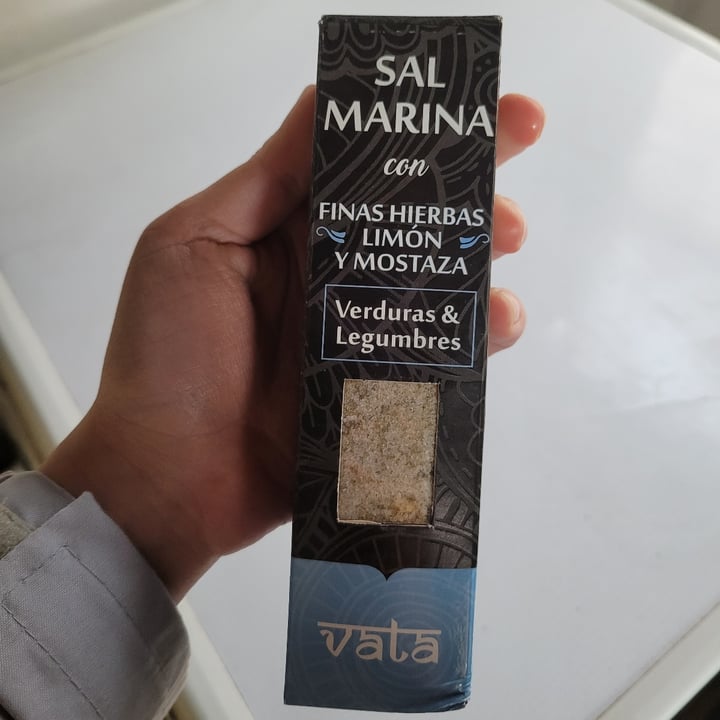 SAL
MARINA
con
FINAS HIERBAS
LIMÓN
Y MOSTAZA
Verduras &
Legumbres
vata